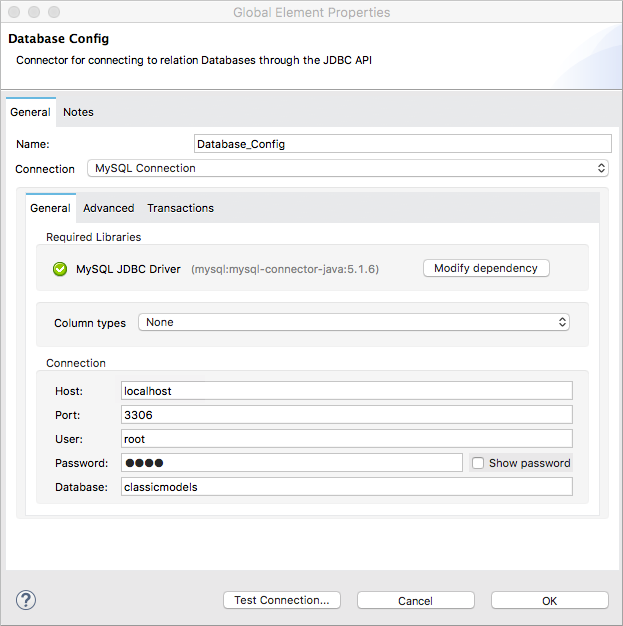 Global Element Properties
Database Config
Connector for connecting to relation Databases through the JDBC API
General Notes
Name: Database_Config
Connection MySQL Connection
General Advanced Transactions
Required Libraries
MySQL JDBC Driver (mysql:mysql-connector-java:5.1.6) Modify dependency
Column types None
Connection
Host: localhost
Port: 3306
User: root
Password: ●●●● Show password
Database: classicmodels
? Test Connection... Cancel OK